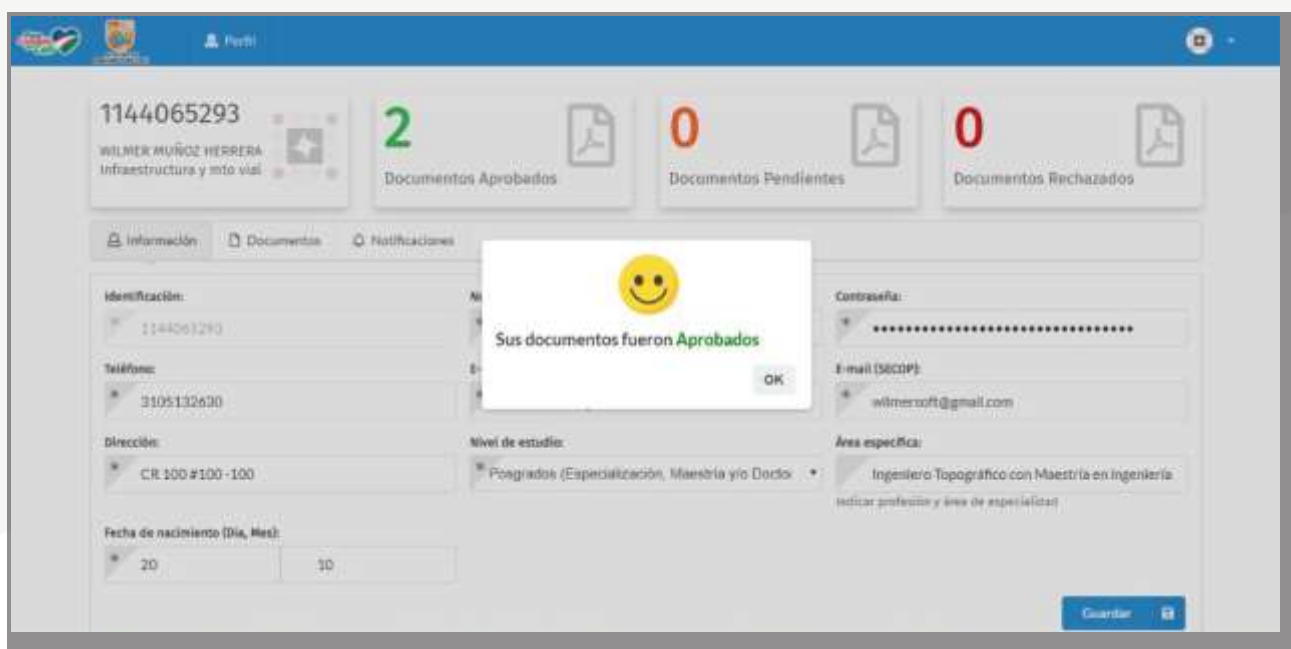 Perfil
1144065293
WILMER MUÑOZ HERRERA
Infraestructura y mto vial
2
Documentos Aprobados
0
Documentos Pendientes
0
Documentos Rechazados
Información
Documentos
Notificaciones
Sus documentos fueron Aprobados
OK
Identificación:
Contraseña:
* 1144065293
* ••••••••••••••••••••••••••••••••
Teléfono:
E-mail (SECOP):
* 3105132630
* wilmersoft@gmail.com
Dirección:
Nivel de estudio:
Área específica:
* CR 100 #100 -100
* Posgrados (Especialización, Maestría y/o Doctor
Ingeniero Topográfico con Maestría en Ingeniería
Indicar profesión y área de especialidad
Fecha de nacimiento (Día, Mes):
* 20
10
Guardar